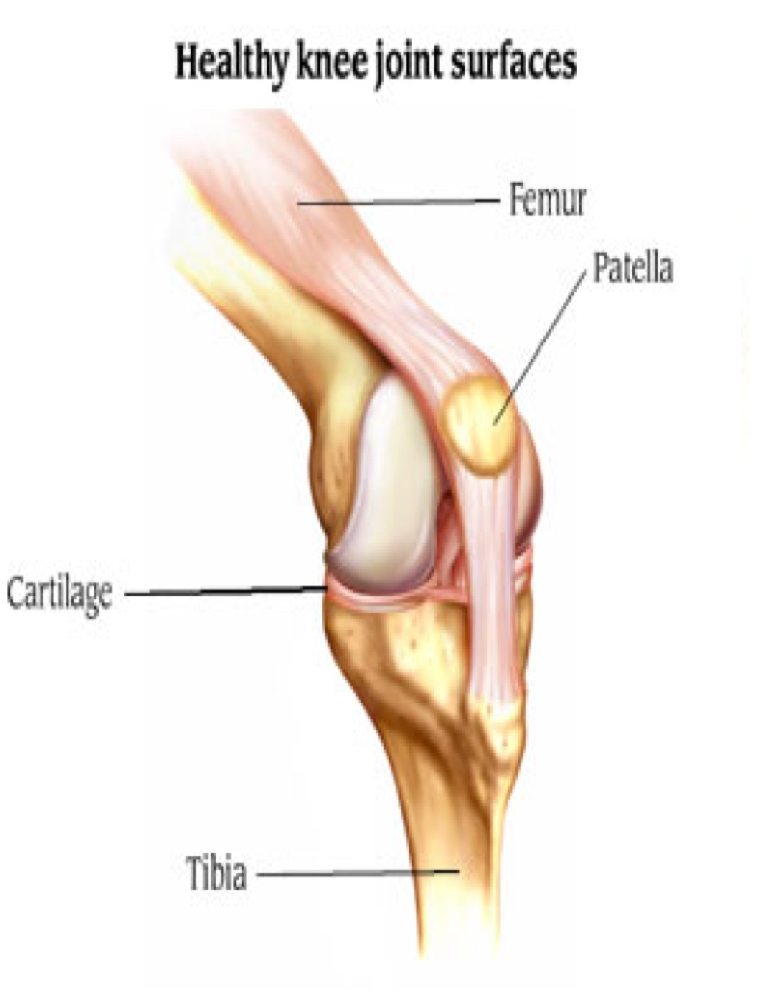 Healthy knee joint surfaces
Femur
Patella
Cartilage
Tibia